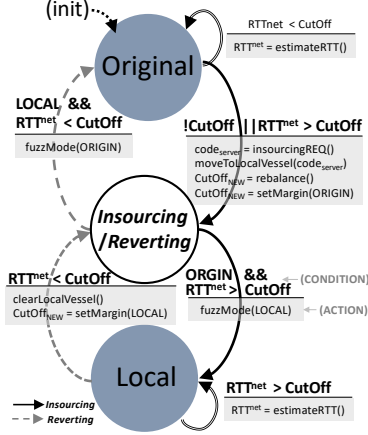 (init)
RTTnet < CutOff
RTTnet = estimateRTT()
Original
LOCAL &&
RTTnet < CutOff
fuzzMode(ORIGIN)
!CutOff ||RTTnet > CutOff
codeserver = insourcingREQ()
moveToLocalVessel(codeserver)
CutOffNEW = rebalance()
CutOffNEW = setMargin(ORIGIN)
Insourcing
/Reverting
RTTnet < CutOff
clearLocalVessel()
CutOffNEW = setMargin(LOCAL)
ORGIN &&
RTTnet > CutOff
fuzzMode(LOCAL)
(CONDITION)
(ACTION)
Local
RTTnet > CutOff
RTTnet = estimateRTT()
Insourcing
Reverting